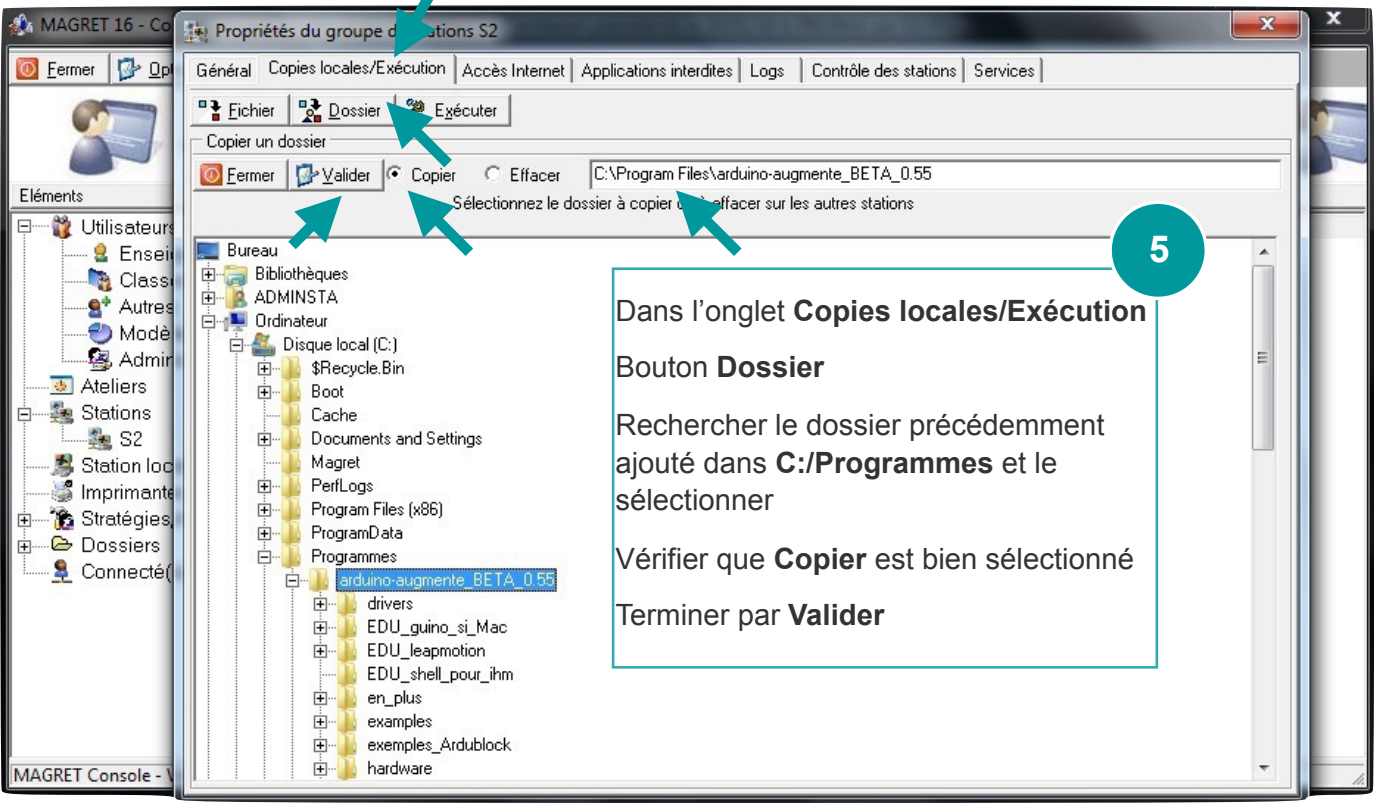 MAGRET 16 - Co
Propriétés du groupe de stations S2
Fermer
Général
Copies locales/Exécution
Accès Internet
Applications interdites
Logs
Contrôle des stations
Services
Fichier
Dossier
Exécuter
Copier un dossier
Fermer
Valider
Copier
Effacer
C:\Program Files\arduino-augmente_BETA_0.55
Sélectionnez le dossier à copier ou à effacer sur les autres stations
Eléments
Utilisateurs
Ensei
Class
Autres
Modè
Admin
Ateliers
Stations
S2
Station loc
Imprimante
Stratégies
Dossiers
Connecté(
MAGRET Console - V
Bureau
Bibliothèques
ADMINSTA
Ordinateur
Disque local (C:)
$Recycle.Bin
Boot
Cache
Documents and Settings
Magret
PerfLogs
Program Files (x86)
ProgramData
Programmes
arduino-augmente_BETA_0.55
drivers
EDU_guino_si_Mac
EDU_leapmotion
EDU_shell_pour_ihm
en_plus
examples
exemples_Ardublock
hardware
5
Dans l’onglet Copies locales/Exécution
Bouton Dossier
Rechercher le dossier précédemment
ajouté dans C:/Programmes et le
sélectionner
Vérifier que Copier est bien sélectionné
Terminer par Valider